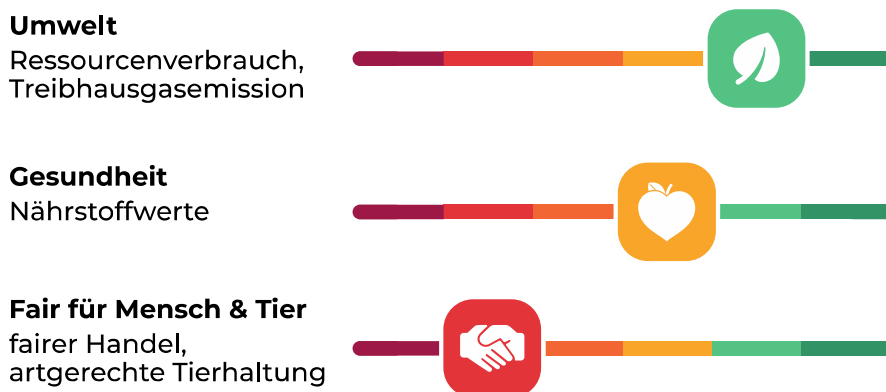 Umwelt
Ressourcenverbrauch,
Treibhausgasemission
Gesundheit
Nährstoffwerte
Fair für Mensch & Tier
fairer Handel,
artgerechte Tierhaltung